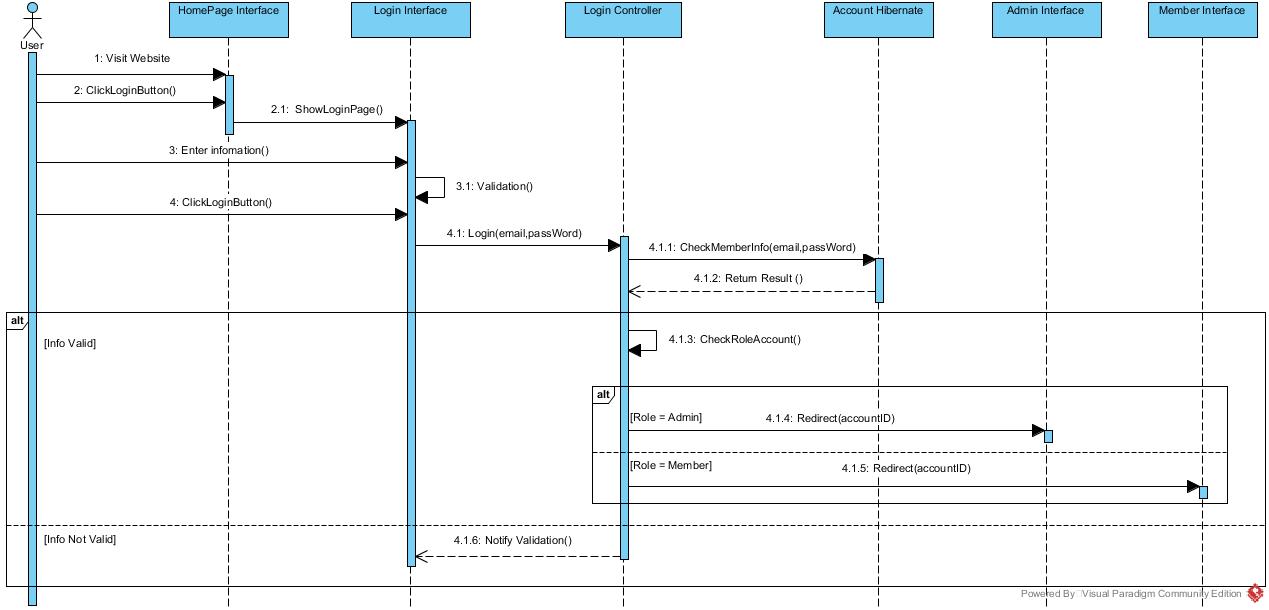 HomePage Interface
Login Interface
Login Controller
Account Hibernate
Admin Interface
Member Interface
User
1: Visit Website
2: ClickLoginButton()
2.1: ShowLoginPage()
3: Enter infomation()
3.1: Validation()
4: ClickLoginButton()
4.1: Login(email,passWord)
4.1.1: CheckMemberInfo(email,passWord)
4.1.2: Return Result ()
alt
[Info Valid]
4.1.3: CheckRoleAccount()
alt
[Role = Admin]
4.1.4: Redirect(accountID)
[Role = Member]
4.1.5: Redirect(accountID)
[Info Not Valid]
4.1.6: Notify Validation()
Powered By Visual Paradigm Community Edition